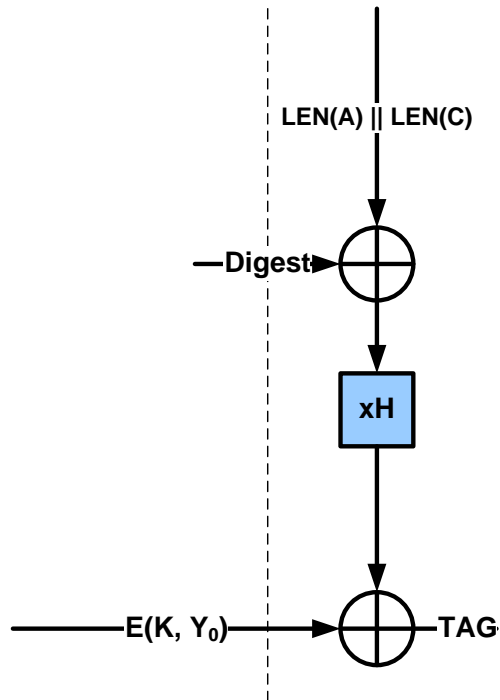 LEN(A) || LEN(C)
Digest
xH
E(K, Y₀)
TAG